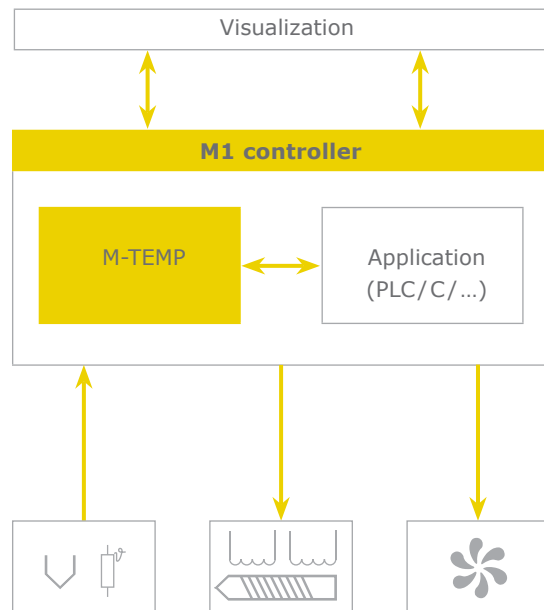 Visualization
M1 controller
M-TEMP
Application
(PLC/C/...)
ϑ